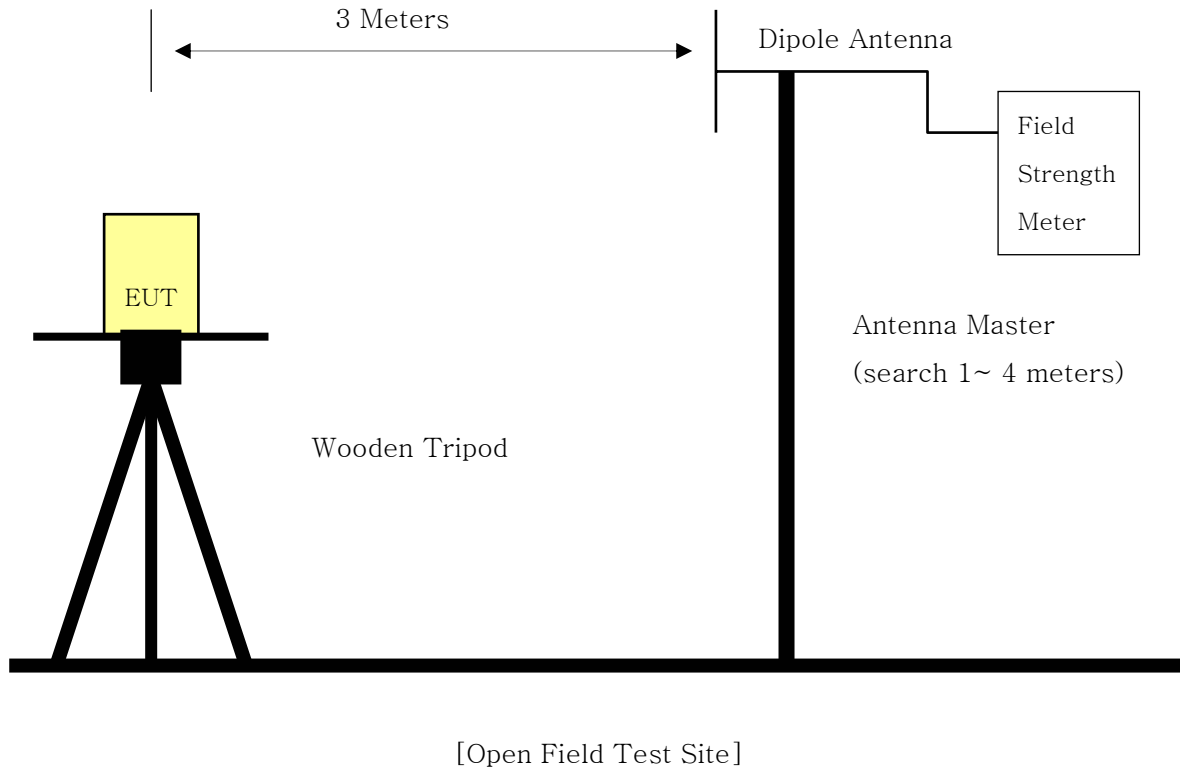 3 Meters
Dipole Antenna
Field
Strength
Meter
EUT
Antenna Master
(search 1~ 4 meters)
Wooden Tripod
[Open Field Test Site]